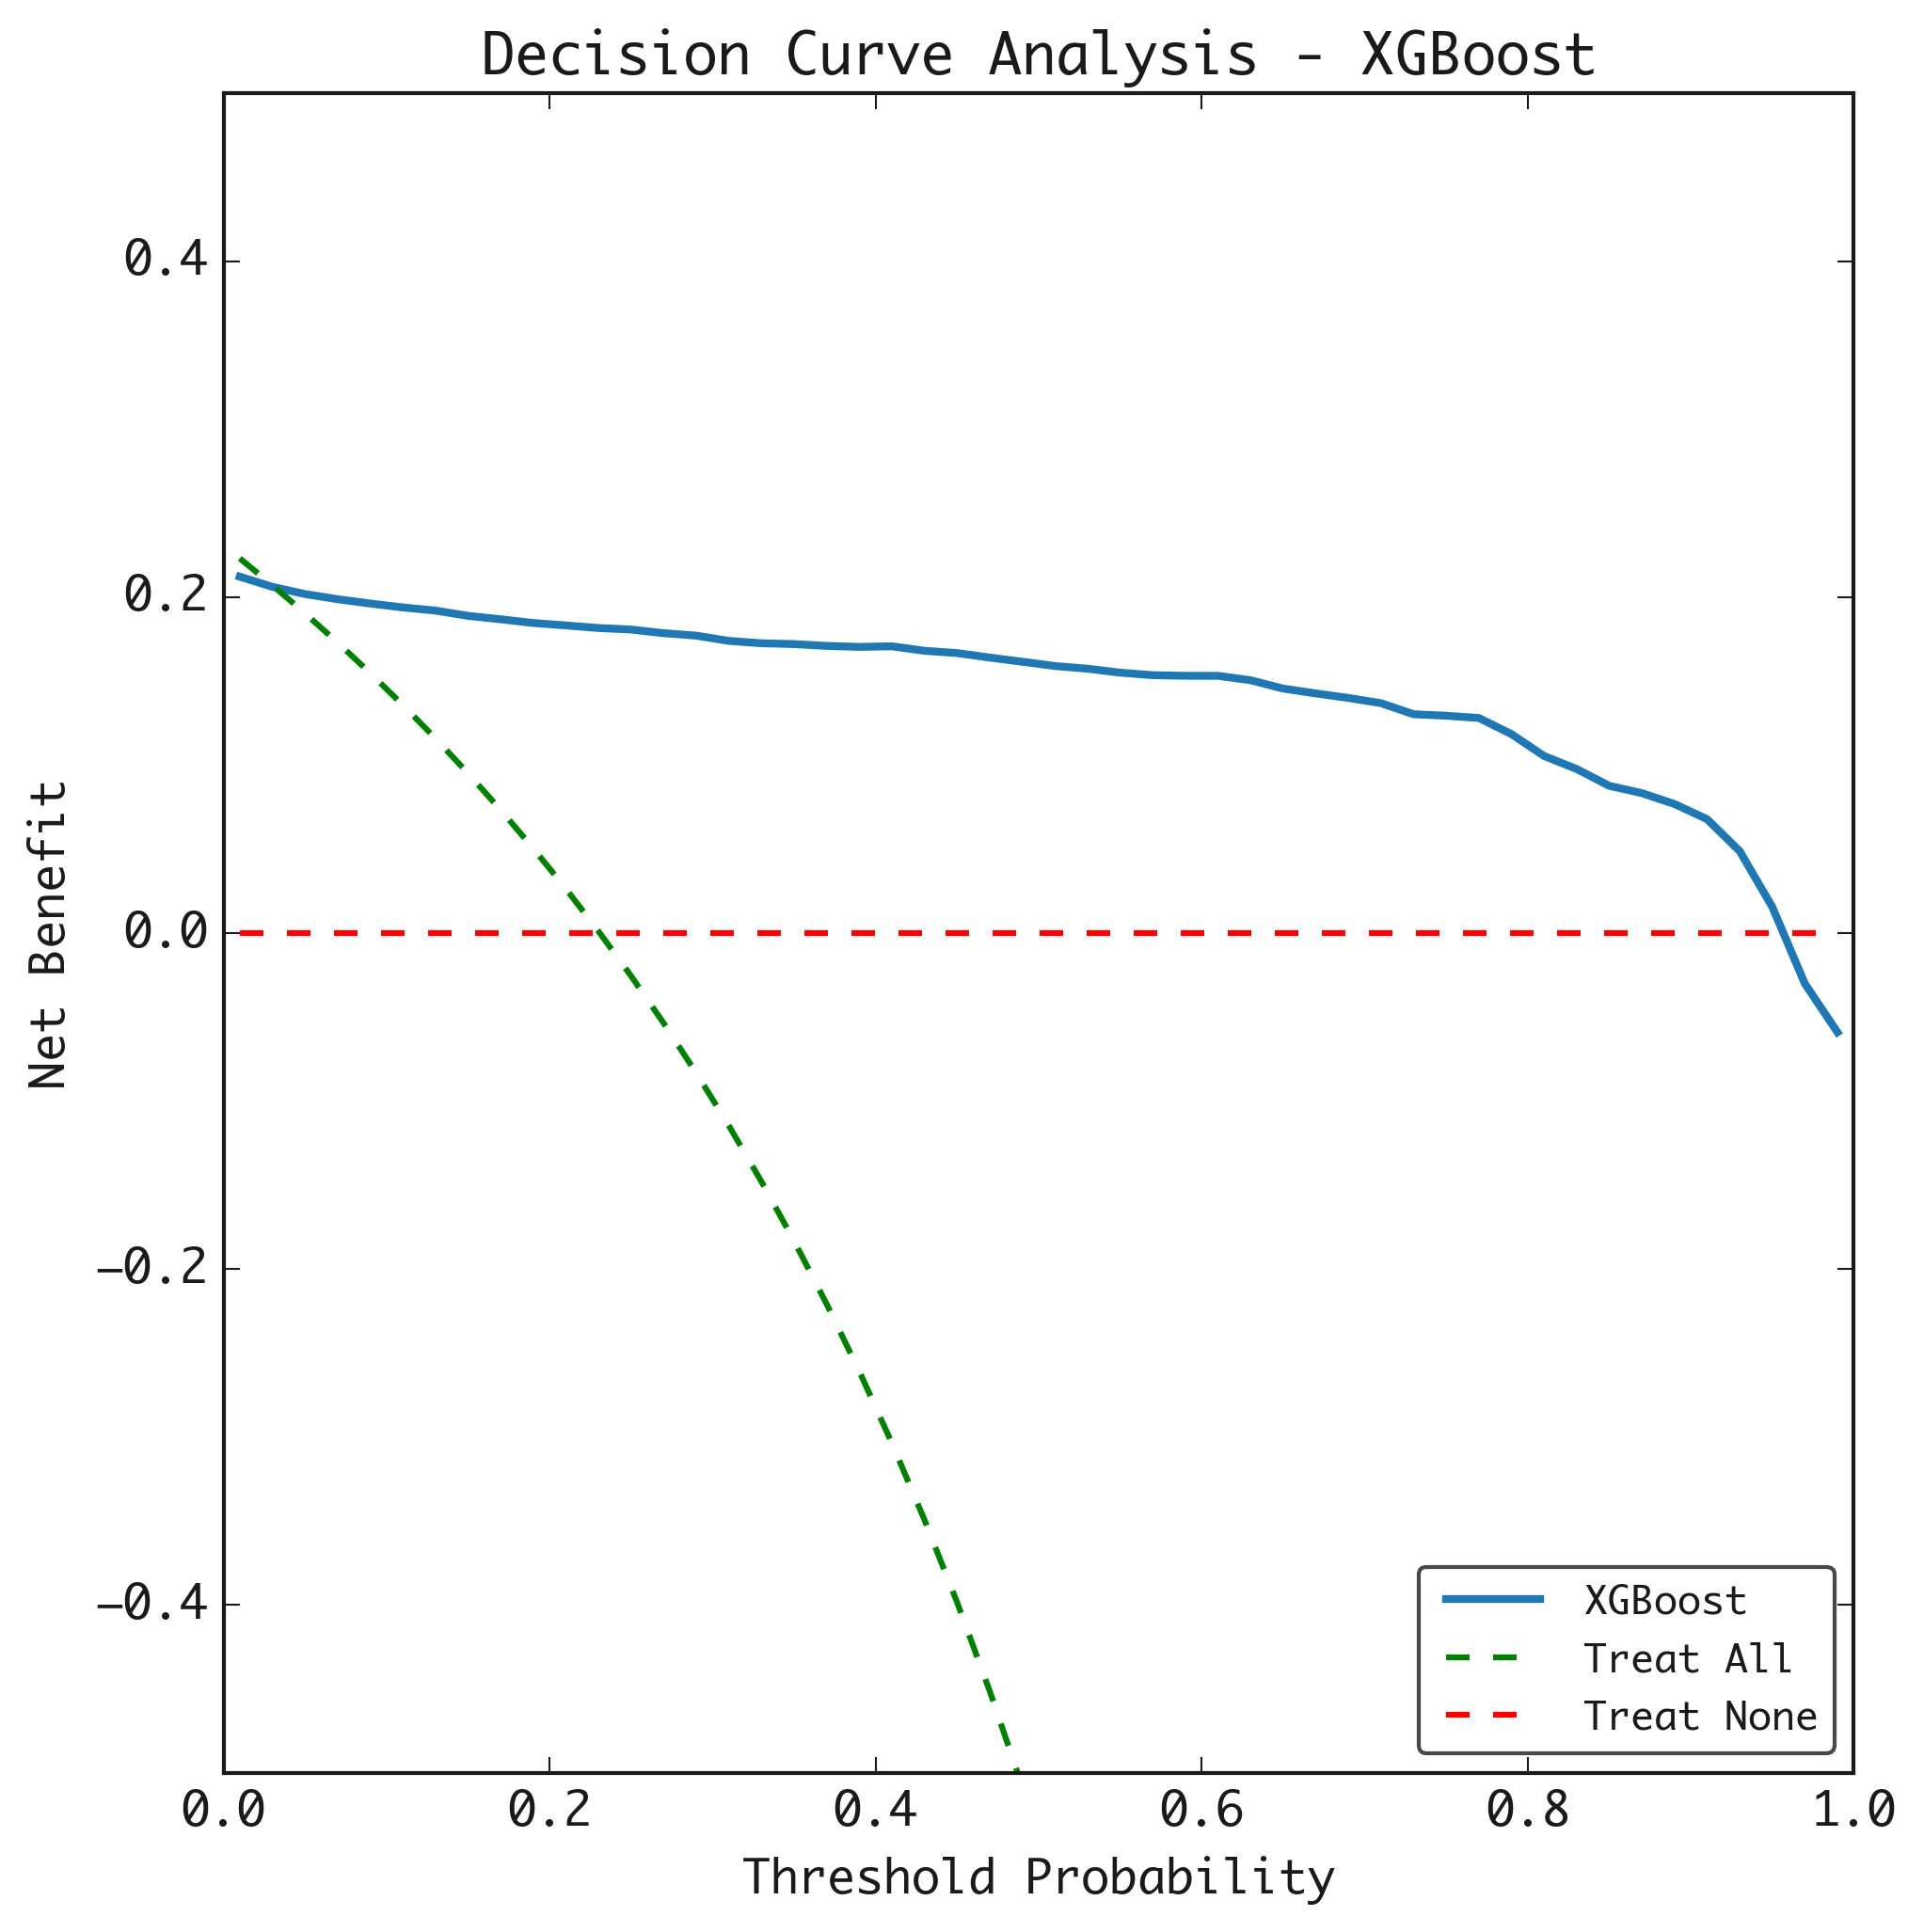 Decision Curve Analysis - XGBoost
Net Benefit
0.4
0.2
0.0
−0.2
−0.4
0.0 0.2 0.4 0.6 0.8 1.0
Threshold Probability
XGBoost
Treat All
Treat None